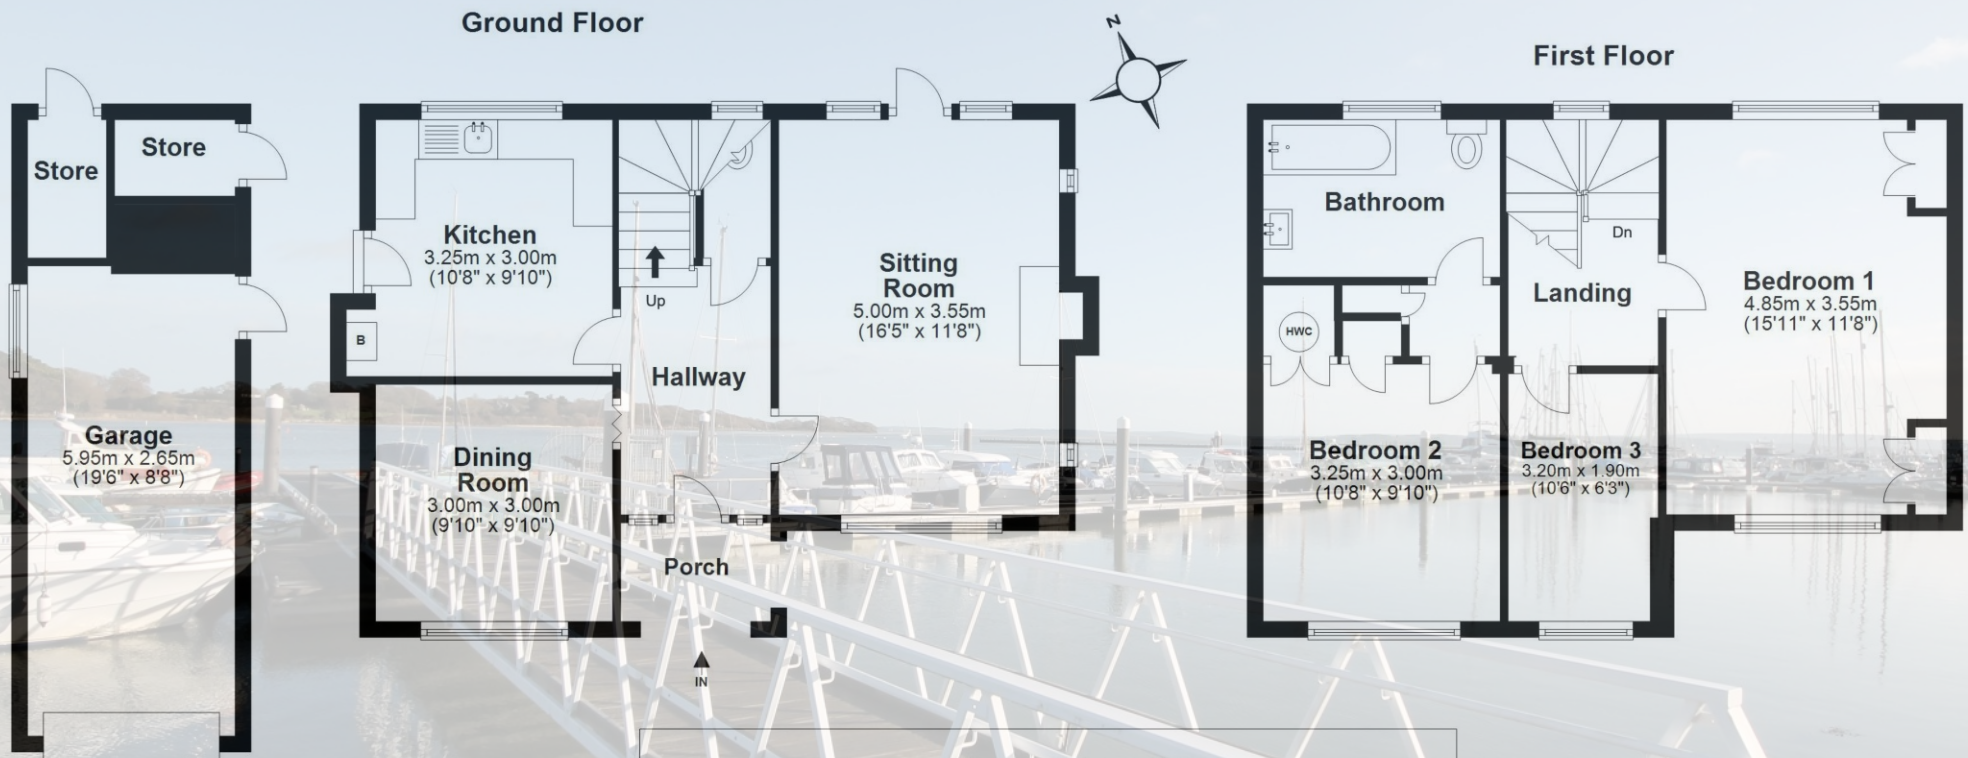 Ground Floor
First Floor
N
Store
Store
Garage
5.95m x 2.65m
(19'6" x 8'8")
Kitchen
3.25m x 3.00m
(10'8" x 9'10")
B
Up
Hallway
Dining
Room
3.00m x 3.00m
(9'10" x 9'10")
Porch
IN
Sitting
Room
5.00m x 3.55m
(16'5" x 11'8")
Bathroom
HWC
Dn
Landing
Bedroom 1
4.85m x 3.55m
(15'11" x 11'8")
Bedroom 2
3.25m x 3.00m
(10'8" x 9'10")
Bedroom 3
3.20m x 1.90m
(10'6" x 6'3")